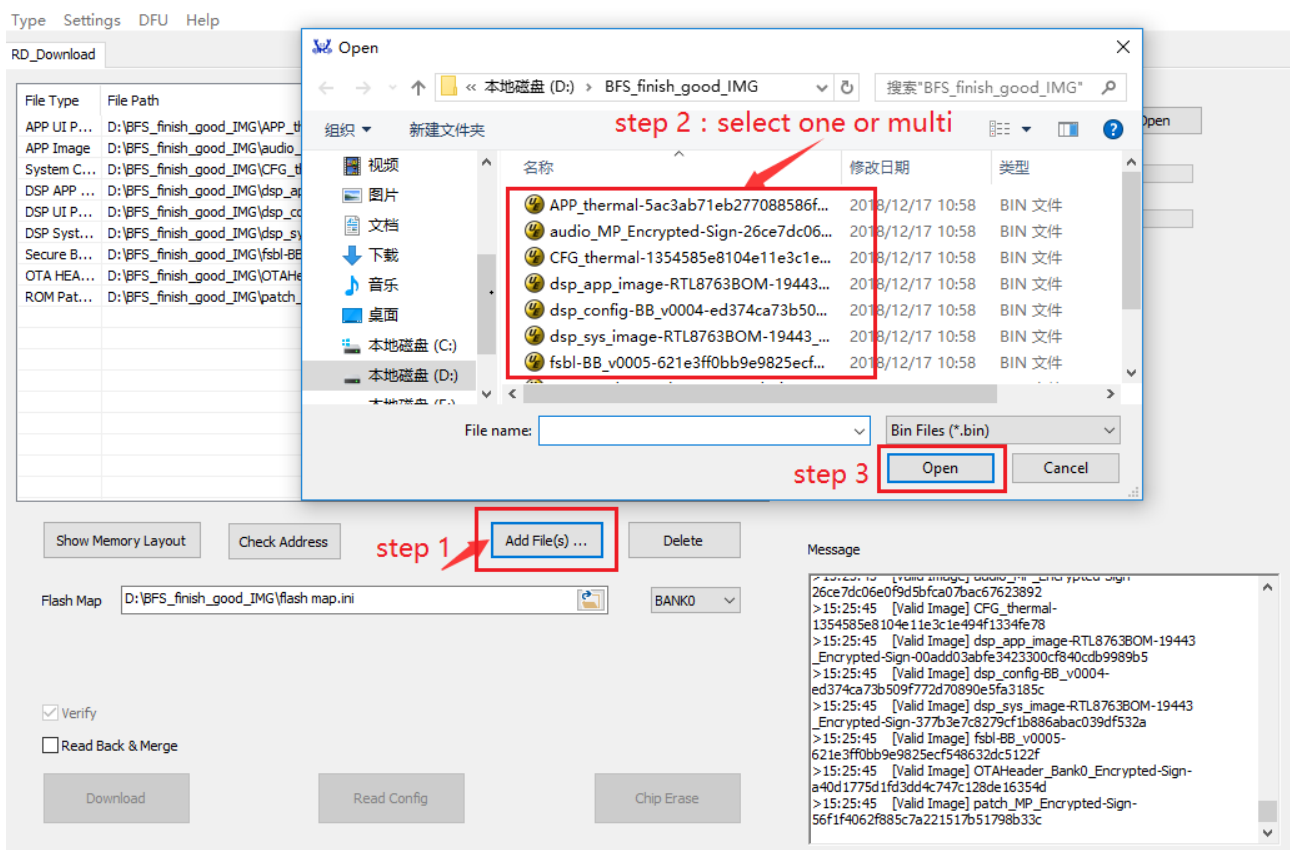 Type Settings DFU Help
RD_Download
Open
« 本地磁盘 (D:) › BFS_finish_good_IMG
搜索"BFS_finish_good_IMG"
组织 新建文件夹
step 2 : select one or multi
Open
File Type File Path
APP UI P... D:\BFS_finish_good_IMG\APP_th
APP Image D:\BFS_finish_good_IMG\audio_
System C... D:\BFS_finish_good_IMG\CFG_t
DSP APP ... D:\BFS_finish_good_IMG\dsp_ap
DSP UI P... D:\BFS_finish_good_IMG\dsp_co
DSP Syst... D:\BFS_finish_good_IMG\dsp_sy
Secure B... D:\BFS_finish_good_IMG\fsbl-BB
OTA HEA... D:\BFS_finish_good_IMG\OTAHe
ROM Pat... D:\BFS_finish_good_IMG\patch_
视频
图片
文档
下载
音乐
桌面
本地磁盘 (C:)
本地磁盘 (D:)
名称 修改日期 类型
APP_thermal-5ac3ab71eb277088586f... 2018/12/17 10:58 BIN 文件
audio_MP_Encrypted-Sign-26ce7dc06... 2018/12/17 10:58 BIN 文件
CFG_thermal-1354585e8104e11e3c1e... 2018/12/17 10:58 BIN 文件
dsp_app_image-RTL8763BOM-19443... 2018/12/17 10:58 BIN 文件
dsp_config-BB_v0004-ed374ca73b50... 2018/12/17 10:58 BIN 文件
dsp_sys_image-RTL8763BOM-19443_... 2018/12/17 10:58 BIN 文件
fsbl-BB_v0005-621e3ff0bb9e9825ecf... 2018/12/17 10:58 BIN 文件
File name: Bin Files (*.bin)
step 3 Open Cancel
Show Memory Layout Check Address step 1 Add File(s) ... Delete
Flash Map D:\BFS_finish_good_IMG\flash map.ini BANK0
Verify
Read Back & Merge
Download Read Config Chip Erase
Message
>15:25:45 [Valid Image] audio_MP_Encrypted-Sign-
26ce7dc06e0f9d5bfca07bac67623892
>15:25:45 [Valid Image] CFG_thermal-
1354585e8104e11e3c1e494f1334fe78
>15:25:45 [Valid Image] dsp_app_image-RTL8763BOM-19443
_Encrypted-Sign-00add03abfe3423300cf840cdb9989b5
>15:25:45 [Valid Image] dsp_config-BB_v0004-
ed374ca73b509f772d70890e5fa3185c
>15:25:45 [Valid Image] dsp_sys_image-RTL8763BOM-19443
_Encrypted-Sign-377b3e7c8279cf1b886abac039df532a
>15:25:45 [Valid Image] fsbl-BB_v0005-
621e3ff0bb9e9825ecf548632dc5122f
>15:25:45 [Valid Image] OTAHeader_Bank0_Encrypted-Sign-
a40d1775d1fd3dd4c747c128de16354d
>15:25:45 [Valid Image] patch_MP_Encrypted-Sign-
56f1f4062f885c7a221517b51798b33c